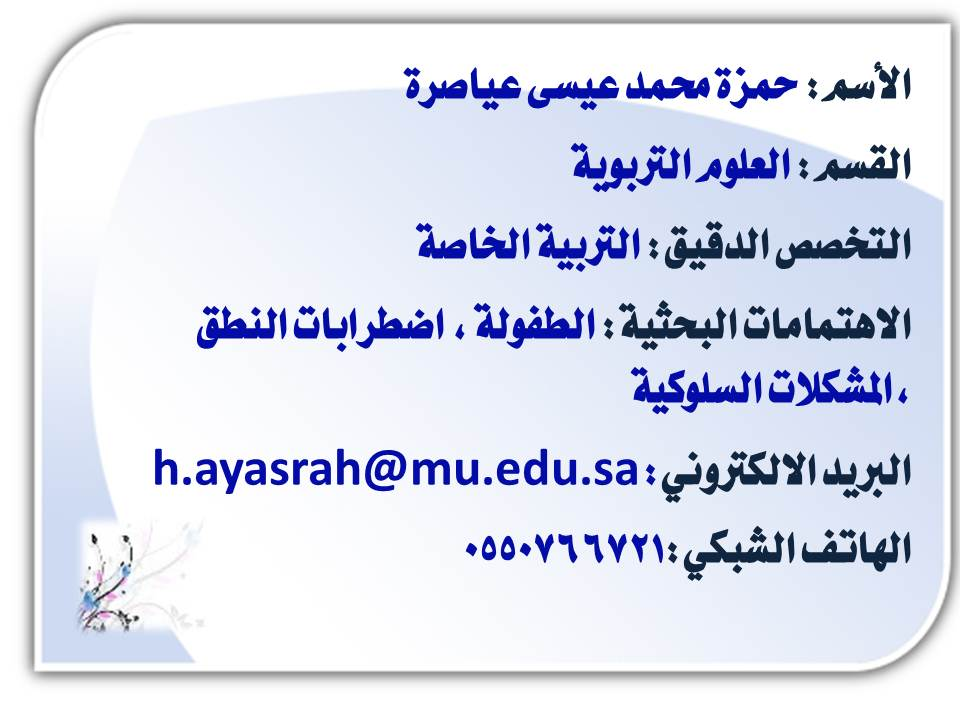 الأسم: حمزة محمد عيسى عياصرة
القسم: العلوم التربوية
التخصص الدقيق: التربية الخاصة
الاهتمامات البحثية: الطفولة ، اضطرابات النطق
، المشكلات السلوكية
البريد الالكتروني: h.ayasrah@mu.edu.sa
الهاتف الشبكي: ٠٥٥٠٧٦٦٧٢١